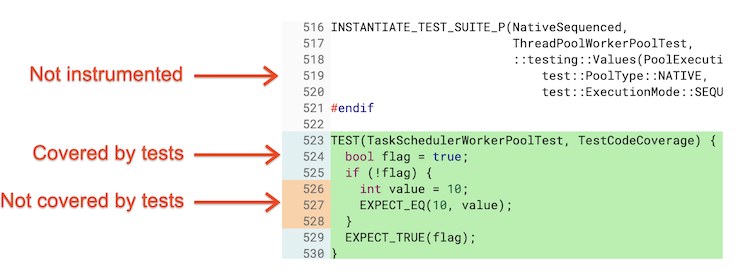 516 INSTANTIATE_TEST_SUITE_P(NativeSequenced,
517 ThreadPoolWorkerPoolTest,
518 ::testing::Values(PoolExecuti
Not instrumented
519 test::PoolType::NATIVE,
520 test::ExecutionMode::SEQU
521 #endif
522
523 TEST(TaskSchedulerWorkerPoolTest, TestCodeCoverage) {
Covered by tests
524 bool flag = true;
525 if (!flag) {
526 int value = 10;
Not covered by tests
527 EXPECT_EQ(10, value);
528 }
529 EXPECT_TRUE(flag);
530 }